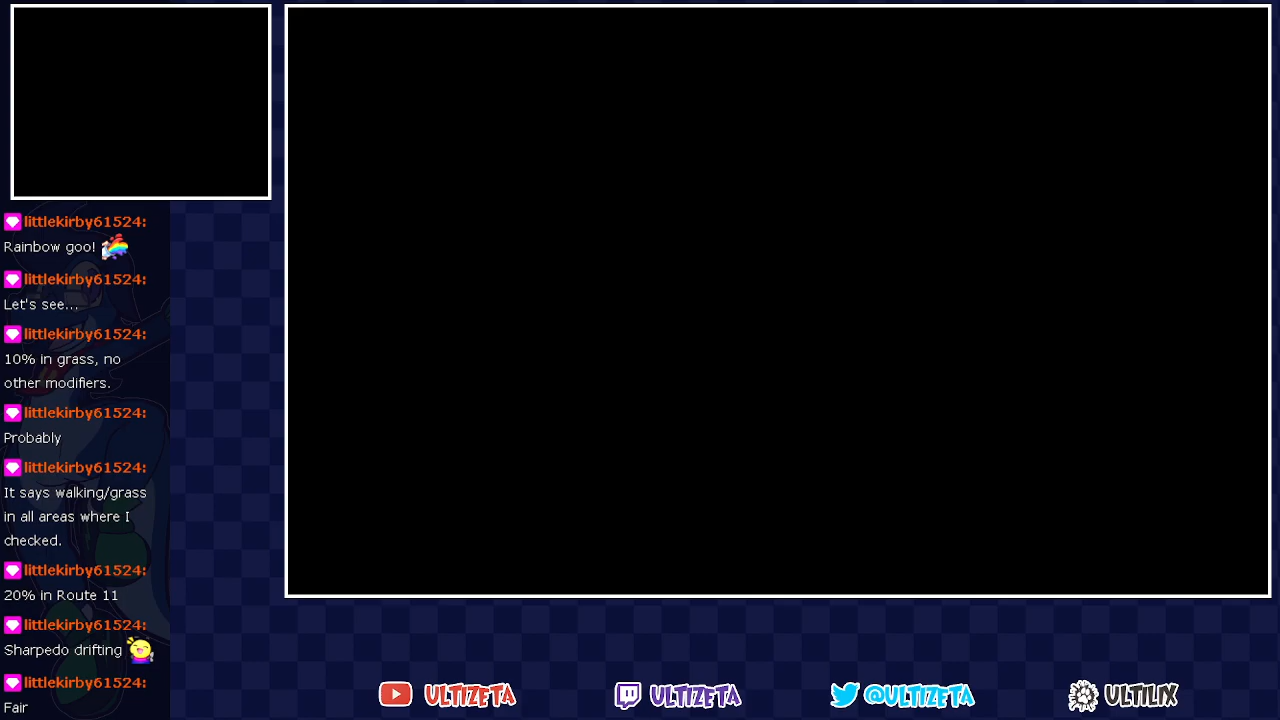 littlekirby61524:
Rainbow goo!
littlekirby61524:
Let's see...
littlekirby61524:
10% in grass, no
other modifiers.
littlekirby61524:
Probably
littlekirby61524:
It says walking/grass
in all areas where I
checked.
littlekirby61524:
20% in Route 11
littlekirby61524:
Sharpedo drifting
littlekirby61524:
Fair
ULTIZETA
ULTIZETA
@ULTIZETA
ULTILIX